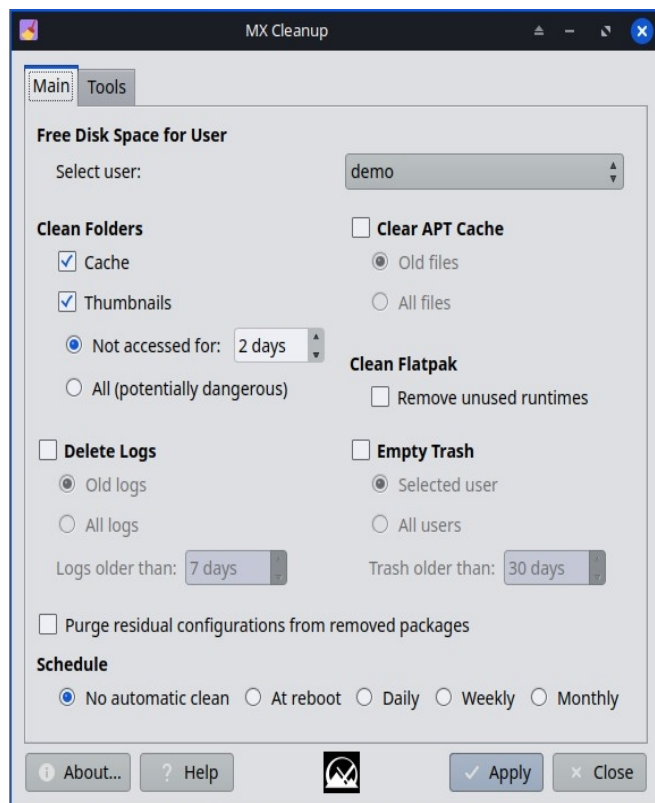 MX Cleanup
Main Tools
Free Disk Space for User
Select user: demo
Clean Folders
Cache
Thumbnails
Not accessed for: 2 days
All (potentially dangerous)
Clear APT Cache
Old files
All files
Clean Flatpak
Remove unused runtimes
Delete Logs
Old logs
All logs
Logs older than: 7 days
Empty Trash
Selected user
All users
Trash older than: 30 days
Purge residual configurations from removed packages
Schedule
No automatic clean At reboot Daily Weekly Monthly
About... Help Apply Close